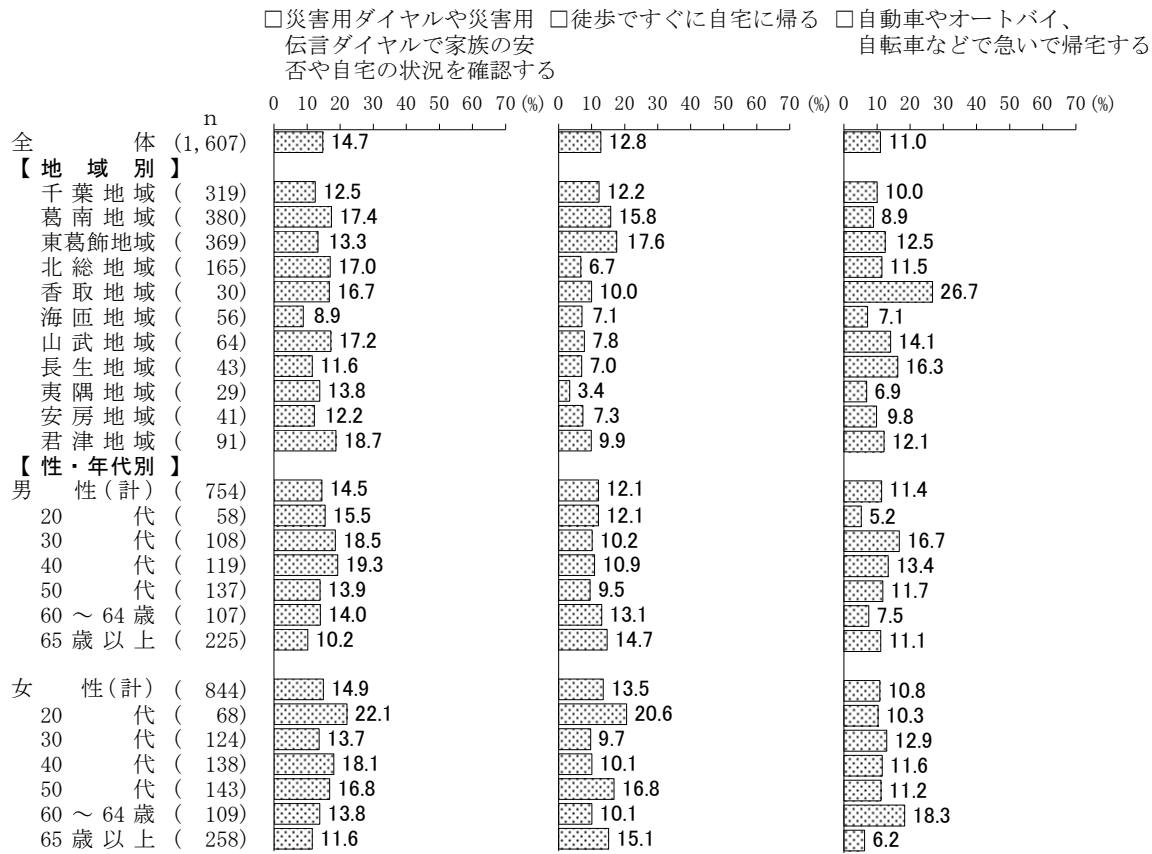 □災害用ダイヤルや災害用 □徒歩ですぐに自宅に帰る □自動車やオートバイ、
伝言ダイヤルで家族の安 自転車などで急いで帰宅する
否や自宅の状況を確認する
0 10 20 30 40 50 60 70 (%) 0 10 20 30 40 50 60 70 (%) 0 10 20 30 40 50 60 70 (%)
n
全 体 (1,607) 14.7 12.8 11.0
【 地 域 別 】
千 葉 地 域 ( 319) 12.5 12.2 10.0
葛 南 地 域 ( 380) 17.4 15.8 8.9
東葛飾地域 ( 369) 13.3 17.6 12.5
北 総 地 域 ( 165) 17.0 6.7 11.5
香 取 地 域 ( 30) 16.7 10.0 26.7
海 匝 地 域 ( 56) 8.9 7.1 7.1
山 武 地 域 ( 64) 17.2 7.8 14.1
長 生 地 域 ( 43) 11.6 7.0 16.3
夷 隅 地 域 ( 29) 13.8 3.4 6.9
安 房 地 域 ( 41) 12.2 7.3 9.8
君 津 地 域 ( 91) 18.7 9.9 12.1
【 性・年代別 】
男 性(計) ( 754) 14.5 12.1 11.4
20 代 ( 58) 15.5 12.1 5.2
30 代 ( 108) 18.5 10.2 16.7
40 代 ( 119) 19.3 10.9 13.4
50 代 ( 137) 13.9 9.5 11.7
60 ～ 64 歳 ( 107) 14.0 13.1 7.5
65 歳 以 上 ( 225) 10.2 14.7 11.1
女 性(計) ( 844) 14.9 13.5 10.8
20 代 ( 68) 22.1 20.6 10.3
30 代 ( 124) 13.7 9.7 12.9
40 代 ( 138) 18.1 10.1 11.6
50 代 ( 143) 16.8 16.8 11.2
60 ～ 64 歳 ( 109) 13.8 10.1 18.3
65 歳 以 上 ( 258) 11.6 15.1 6.2